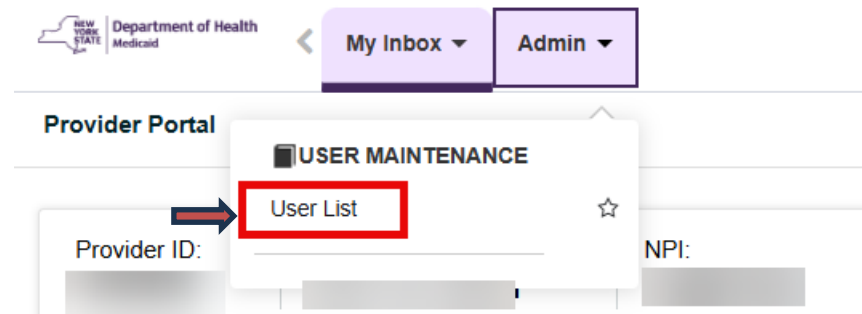 NEW
YORK
STATE
Department of Health
Medicaid
My Inbox
Admin
Provider Portal
USER MAINTENANCE
User List
Provider ID:
NPI: